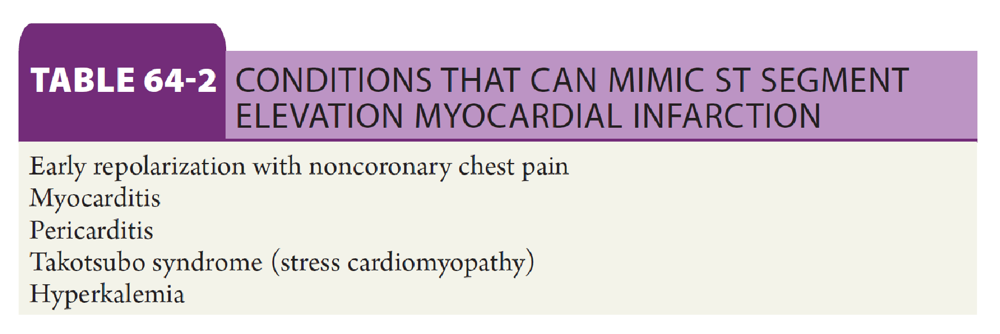 TABLE 64-2 CONDITIONS THAT CAN MIMIC ST SEGMENT
ELEVATION MYOCARDIAL INFARCTION
Early repolarization with noncoronary chest pain
Myocarditis
Pericarditis
Takotsubo syndrome (stress cardiomyopathy)
Hyperkalemia